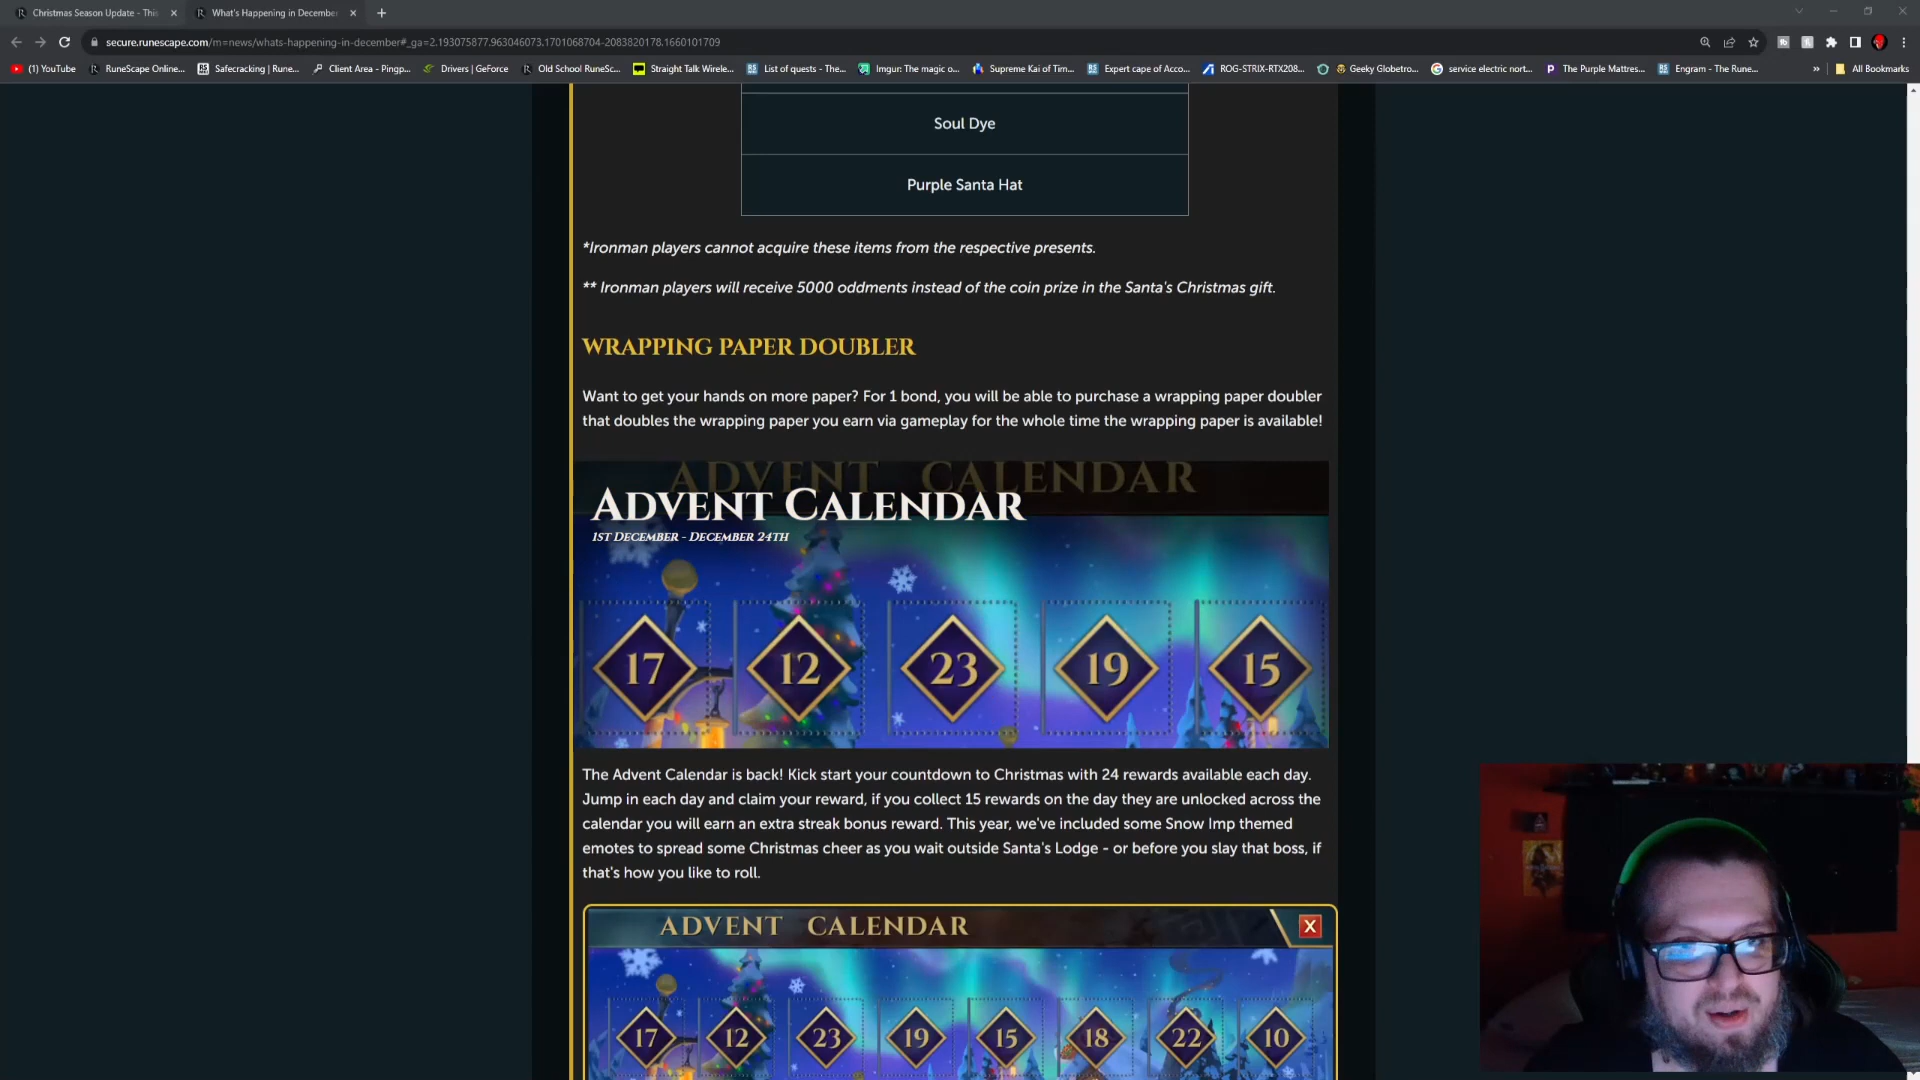 Christmas Season Update - This
What's Happening in December
secure.runescape.com/m=news/whats-happening-in-december#_ga=2.193075877.963046073.1701068704-2083820178.1660101709
(1) YouTube
RuneScape Online...
Safecracking | Rune...
Client Area - Pingp...
Drivers | GeForce
Old School RuneSc...
Straight Talk Wirele...
List of quests - The...
Imgur: The magic o...
Supreme Kai of Tim...
Expert cape of Acco...
ROG-STRIX-RTX208...
Geeky Globetro...
service electric nort...
The Purple Mattres...
Engram - The Rune...
»
All Bookmarks
Soul Dye
Purple Santa Hat
*Ironman players cannot acquire these items from the respective presents.
** Ironman players will receive 5000 oddments instead of the coin prize in the Santa's Christmas gift.
WRAPPING PAPER DOUBLER
Want to get your hands on more paper? For 1 bond, you will be able to purchase a wrapping paper doubler
that doubles the wrapping paper you earn via gameplay for the whole time the wrapping paper is available!
ADVENT CALENDAR
ADVENT CALENDAR
1ST DECEMBER - DECEMBER 24TH
17 12 23 19 15
The Advent Calendar is back! Kick start your countdown to Christmas with 24 rewards available each day.
Jump in each day and claim your reward, if you collect 15 rewards on the day they are unlocked across the
calendar you will earn an extra streak bonus reward. This year, we've included some Snow Imp themed
emotes to spread some Christmas cheer as you wait outside Santa's Lodge - or before you slay that boss, if
that's how you like to roll.
ADVENT CALENDAR X
17 12 23 19 15 18 22 10